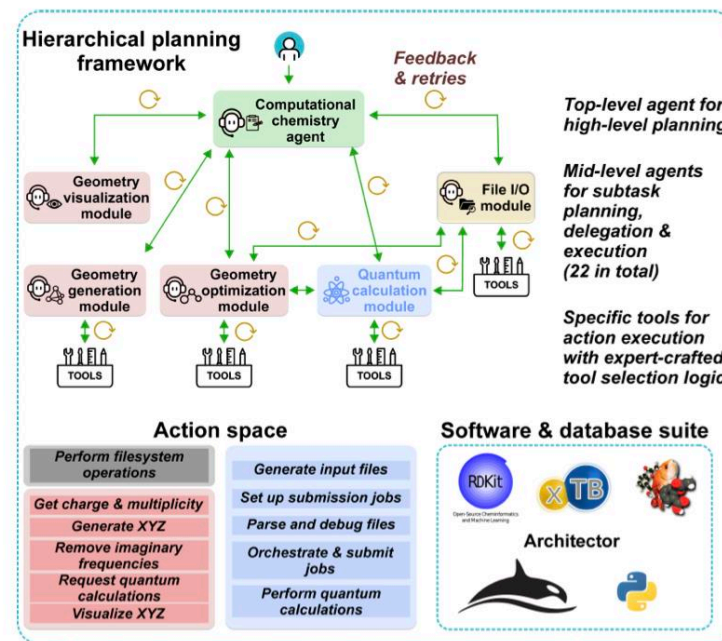 Hierarchical planning
framework
Feedback
& retries
Computational
chemistry
agent
Top-level agent for
high-level planning
Geometry
visualization
module
File I/O
module
Mid-level agents
for subtask
planning,
delegation &
execution
(22 in total)
Geometry
generation
module
Geometry
optimization
module
Quantum
calculation
module
TOOLS
TOOLS
TOOLS
TOOLS
Specific tools for
action execution
with expert-crafted
tool selection logic
Action space
Perform filesystem
operations
Get charge & multiplicity
Generate XYZ
Remove imaginary
frequencies
Request quantum
calculations
Visualize XYZ
Generate input files
Set up submission jobs
Parse and debug files
Orchestrate & submit
jobs
Perform quantum
calculations
Software & database suite
RDKit
Open-Source Cheminformatics
and Machine Learning
xTB
Architector